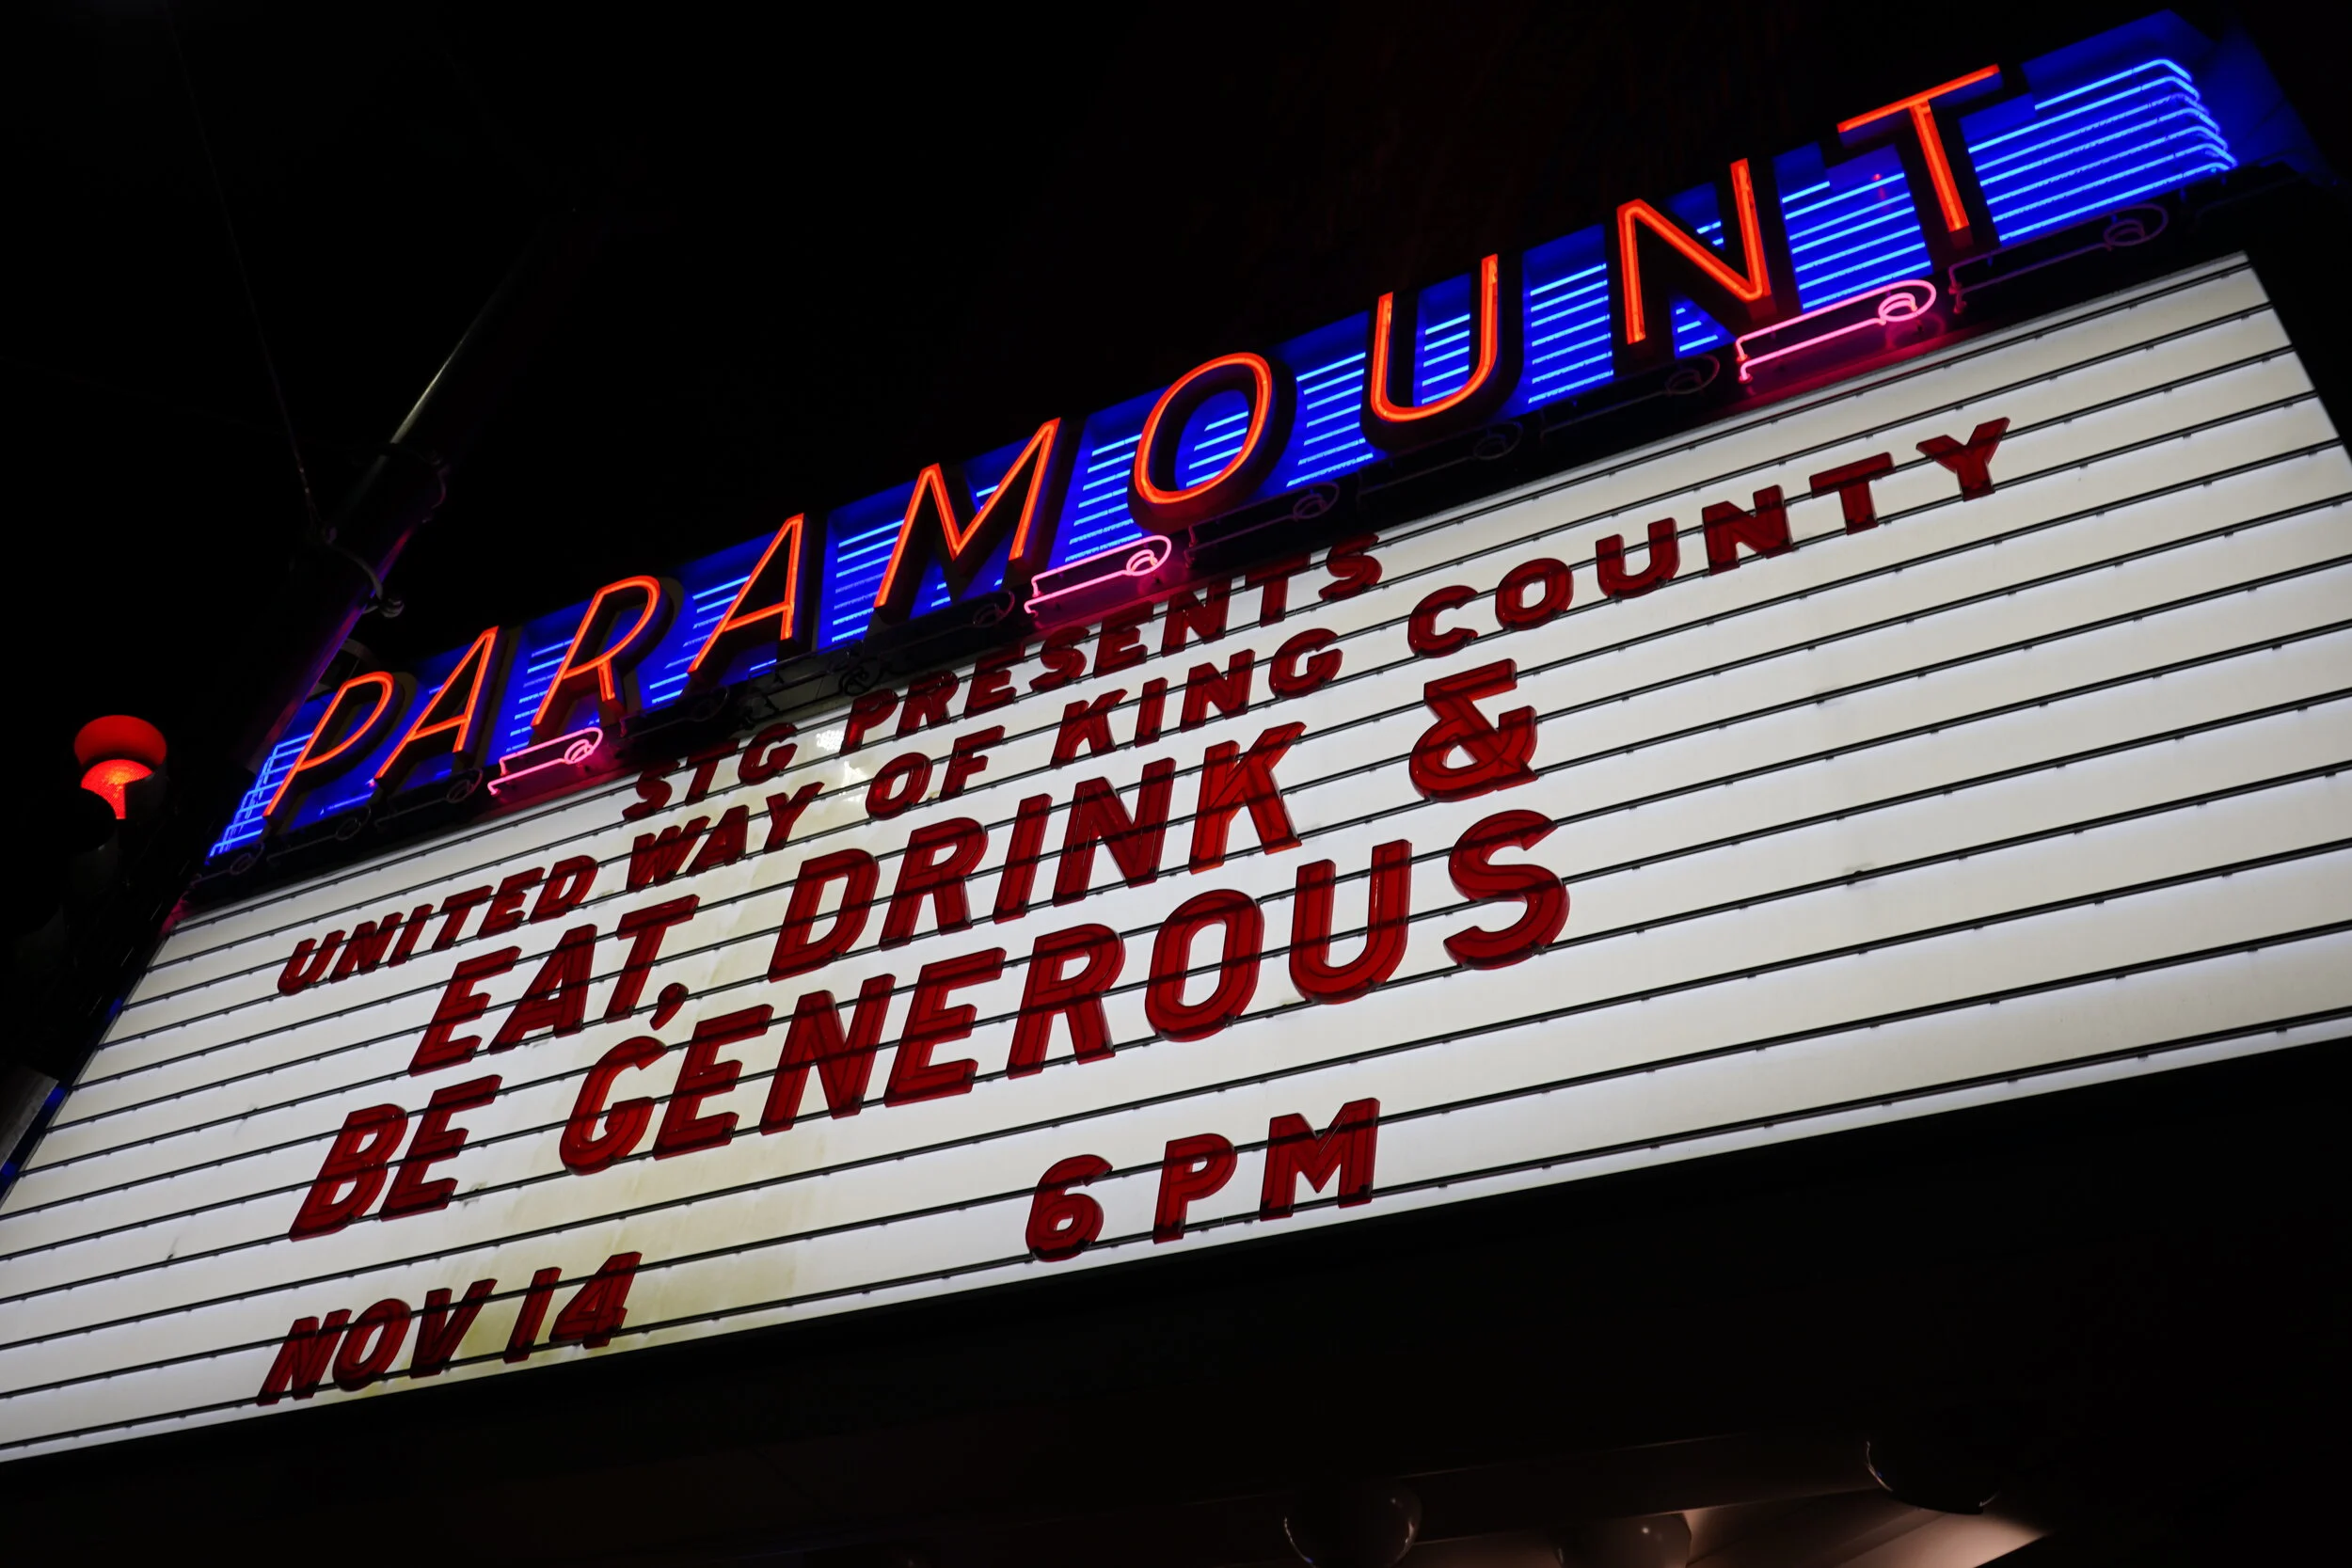 PARAMOUNT
STG PRESENTS
UNITED WAY OF KING COUNTY
EAT, DRINK &
BE GENEROUS
NOV 14 6 PM